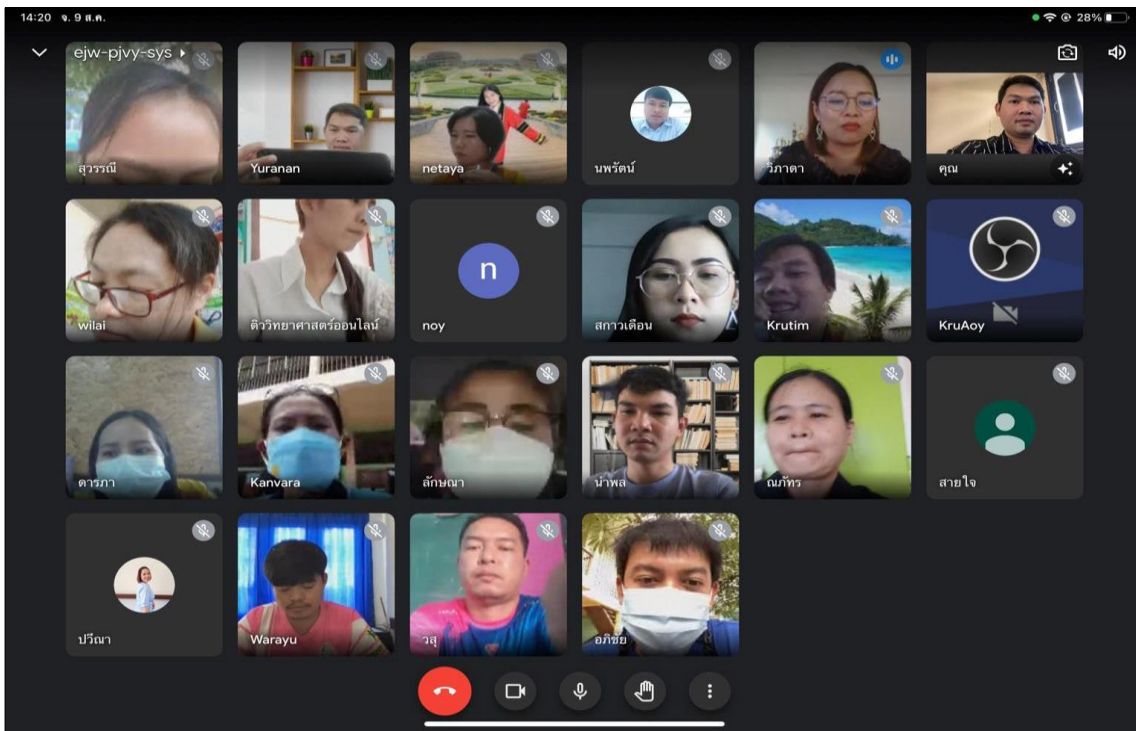 14:20 จ. 9 ส.ค.
28%
ejw-pjvy-sys
สุวรรณี
Yuranan
netaya
นพรัตน์
วิภาดา
คุณ
wilai
ติววิทยาศาสตร์ออนไลน์
n
noy
สกาวเดือน
Krutim
KruAoy
ดารภา
Kanvara
ลักษณา
นำพล
ณภัทร
สายใจ
ปวีณา
Warayu
วสุ
อภิชัย